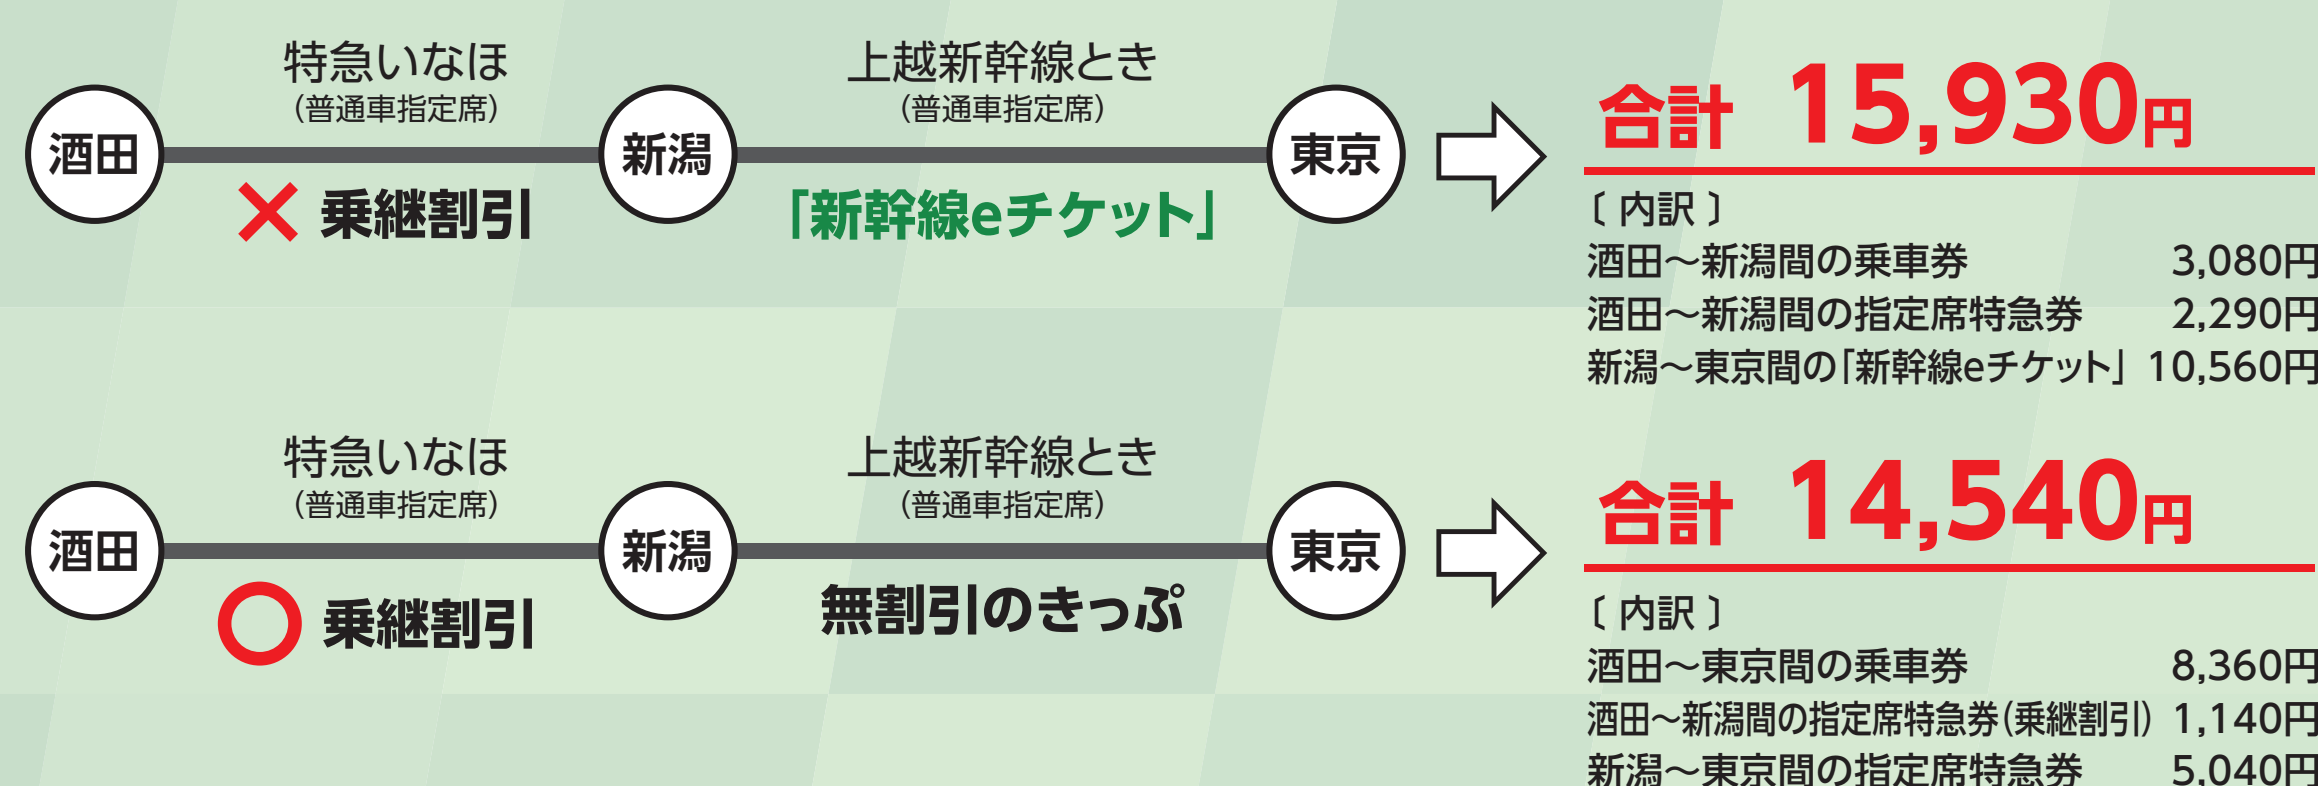 特急いなほ
（普通車指定席）
上越新幹線とき
（普通車指定席）
酒田
新潟
東京
合計 15,930円
× 乗継割引
「新幹線eチケット」
〔 内訳 〕
酒田～新潟間の乗車券 3,080円
酒田～新潟間の指定席特急券 2,290円
新潟～東京間の「新幹線eチケット」 10,560円
特急いなほ
（普通車指定席）
上越新幹線とき
（普通車指定席）
酒田
新潟
東京
合計 14,540円
○ 乗継割引
無割引のきっぷ
〔 内訳 〕
酒田～東京間の乗車券 8,360円
酒田～新潟間の指定席特急券（乗継割引） 1,140円
新潟～東京間の指定席特急券 5,040円